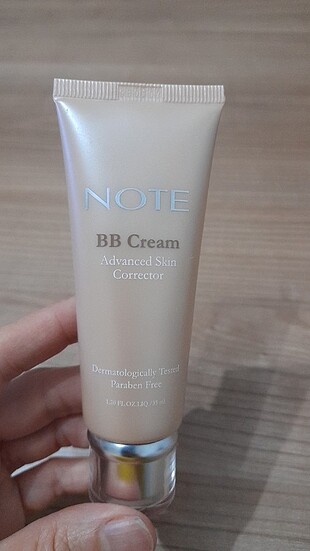 NOTE
BB Cream
Advanced Skin
Corrector
Dermatologically Tested
Paraben Free